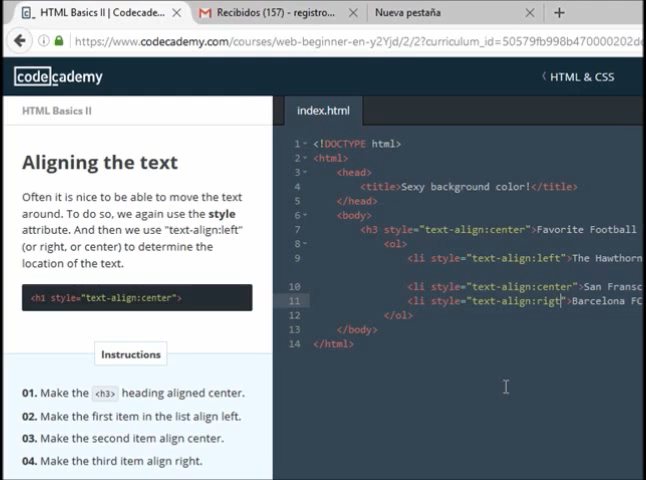 HTML Basics II | Codecade...
Recibidos (157) - registro...
Nueva pestaña
https://www.codecademy.com/courses/web-beginner-en-y2Yjd/2/2?curriculum_id=50579fb998b470000202d
codecademy
HTML & CSS
HTML Basics II
Aligning the text
Often it is nice to be able to move the text
around. To do so, we again use the style
attribute. And then we use "text-align:left"
(or right, or center) to determine the
location of the text.
<h1 style="text-align:center">
Instructions
01. Make the <h3> heading aligned center.
02. Make the first item in the list align left.
03. Make the second item align center.
04. Make the third item align right.
index.html
1 <!DOCTYPE html>
2 <html>
3 <head>
4 <title>Sexy background color!</title>
5 </head>
6 <body>
7 <h3 style="text-align:center">Favorite Football
8 <ol>
9 <li style="text-align:left">The Hawthorn
10 <li style="text-align:center">San Fransc
11 <li style="text-align:rigt">Barcelona FC
12 </ol>
13 </body>
14 </html>